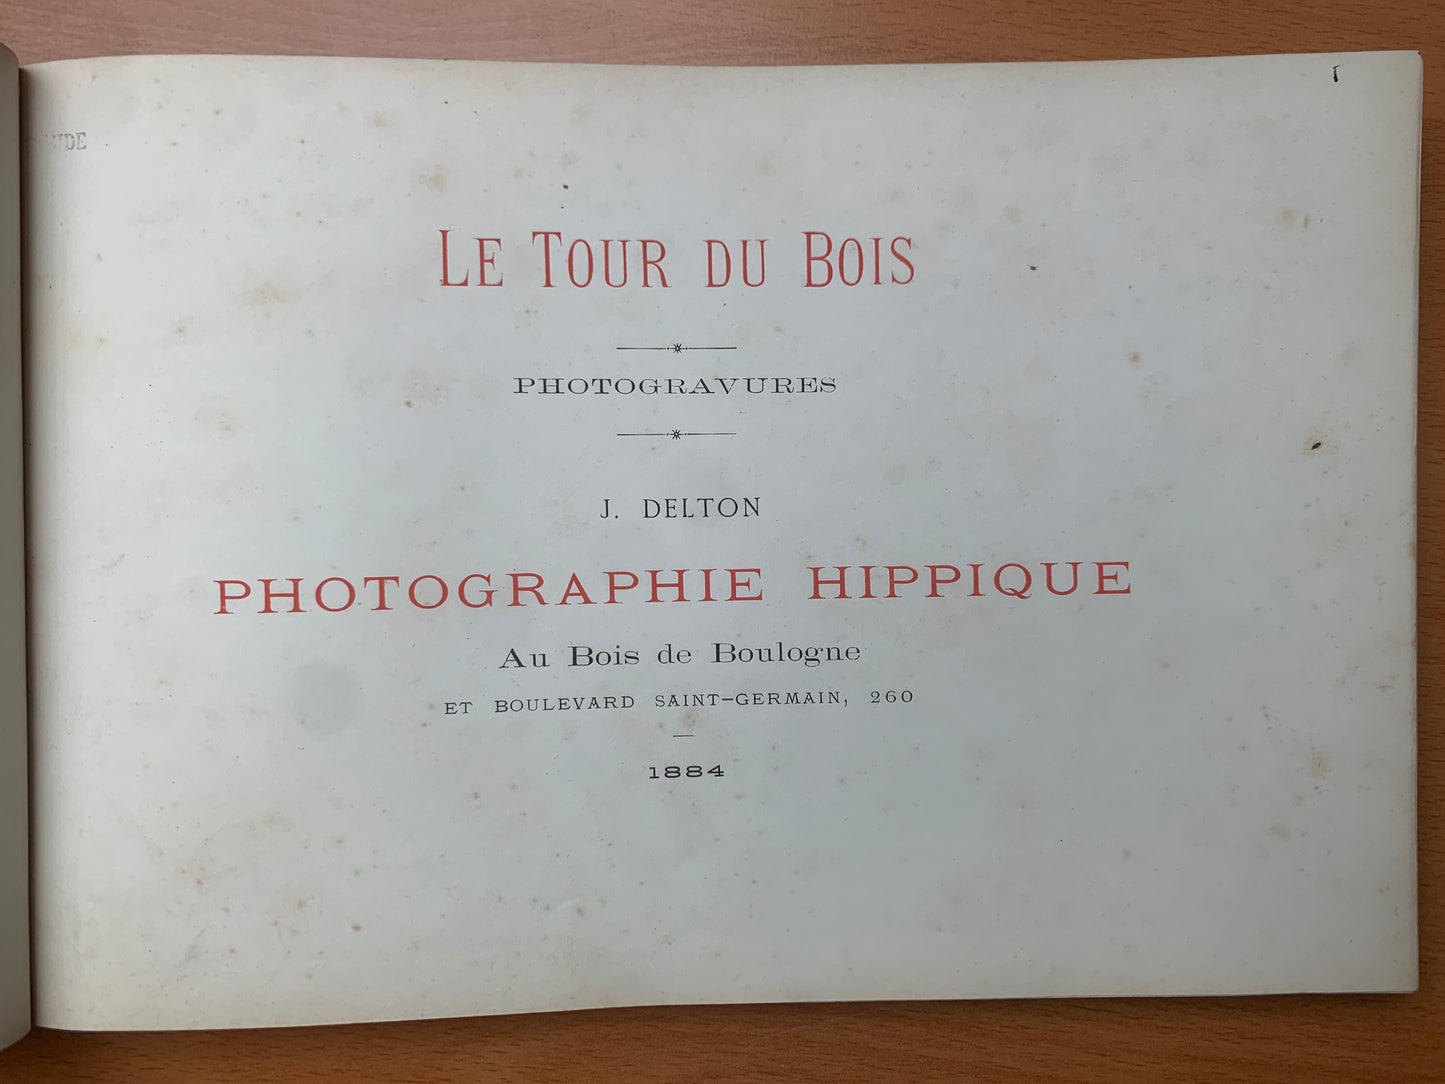 LE TOUR DU BOIS
PHOTOGRAVURES
J. DELTON
PHOTOGRAPHIE HIPPIQUE
Au Bois de Boulogne
ET BOULEVARD SAINT-GERMAIN, 260
1884